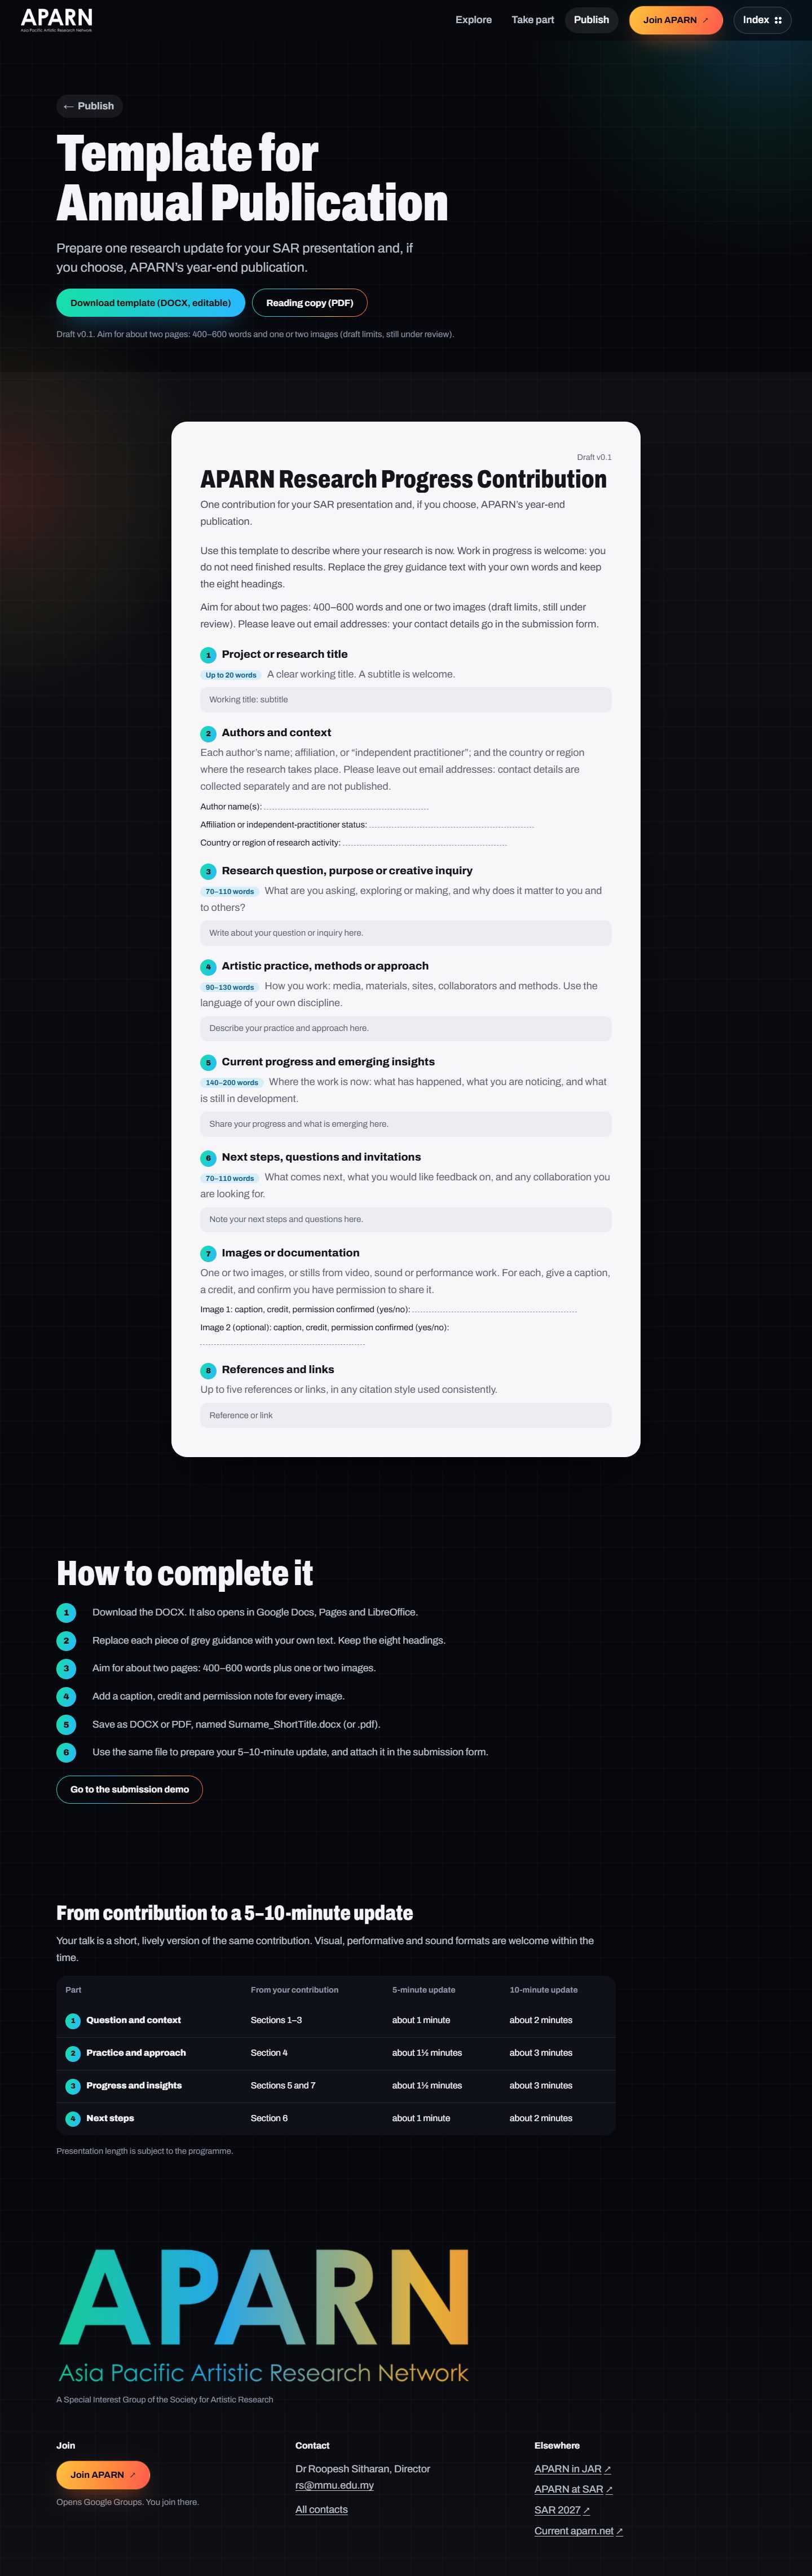 APARN
Asia Pacific Artistic Research Network
Explore
Take part
Publish
Join APARN ↗
Index
← Publish
Template for
Annual Publication
Prepare one research update for your SAR presentation and, if
you choose, APARN’s year-end publication.
Download template (DOCX, editable)
Reading copy (PDF)
Draft v0.1. Aim for about two pages: 400–600 words and one or two images (draft limits, still under review).
Draft v0.1
APARN Research Progress Contribution
One contribution for your SAR presentation and, if you choose, APARN’s year-end
publication.
Use this template to describe where your research is now. Work in progress is welcome: you
do not need finished results. Replace the grey guidance text with your own words and keep
the eight headings.
Aim for about two pages: 400–600 words and one or two images (draft limits, still under
review). Please leave out email addresses: your contact details go in the submission form.
1 Project or research title
Up to 20 words A clear working title. A subtitle is welcome.
Working title: subtitle
2 Authors and context
Each author’s name; affiliation, or “independent practitioner”; and the country or region
where the research takes place. Please leave out email addresses: contact details are
collected separately and are not published.
Author name(s):
Affiliation or independent-practitioner status:
Country or region of research activity:
3 Research question, purpose or creative inquiry
70–110 words What are you asking, exploring or making, and why does it matter to you and
to others?
Write about your question or inquiry here.
4 Artistic practice, methods or approach
90–130 words How you work: media, materials, sites, collaborators and methods. Use the
language of your own discipline.
Describe your practice and approach here.
5 Current progress and emerging insights
140–200 words Where the work is now: what has happened, what you are noticing, and what
is still in development.
Share your progress and what is emerging here.
6 Next steps, questions and invitations
70–110 words What comes next, what you would like feedback on, and any collaboration you
are looking for.
Note your next steps and questions here.
7 Images or documentation
One or two images, or stills from video, sound or performance work. For each, give a caption,
a credit, and confirm you have permission to share it.
Image 1: caption, credit, permission confirmed (yes/no):
Image 2 (optional): caption, credit, permission confirmed (yes/no):
8 References and links
Up to five references or links, in any citation style used consistently.
Reference or link
How to complete it
1 Download the DOCX. It also opens in Google Docs, Pages and LibreOffice.
2 Replace each piece of grey guidance with your own text. Keep the eight headings.
3 Aim for about two pages: 400–600 words plus one or two images.
4 Add a caption, credit and permission note for every image.
5 Save as DOCX or PDF, named Surname_ShortTitle.docx (or .pdf).
6 Use the same file to prepare your 5–10-minute update, and attach it in the submission form.
Go to the submission demo
From contribution to a 5–10-minute update
Your talk is a short, lively version of the same contribution. Visual, performative and sound formats are welcome within the
time.
Part From your contribution 5-minute update 10-minute update
1 Question and context Sections 1–3 about 1 minute about 2 minutes
2 Practice and approach Section 4 about 1½ minutes about 3 minutes
3 Progress and insights Sections 5 and 7 about 1½ minutes about 3 minutes
4 Next steps Section 6 about 1 minute about 2 minutes
Presentation length is subject to the programme.
APARN
Asia Pacific Artistic Research Network
A Special Interest Group of the Society for Artistic Research
Join
Join APARN ↗
Opens Google Groups. You join there.
Contact
Dr Roopesh Sitharan, Director
rs@mmu.edu.my
All contacts
Elsewhere
APARN in JAR ↗
APARN at SAR ↗
SAR 2027 ↗
Current aparn.net ↗